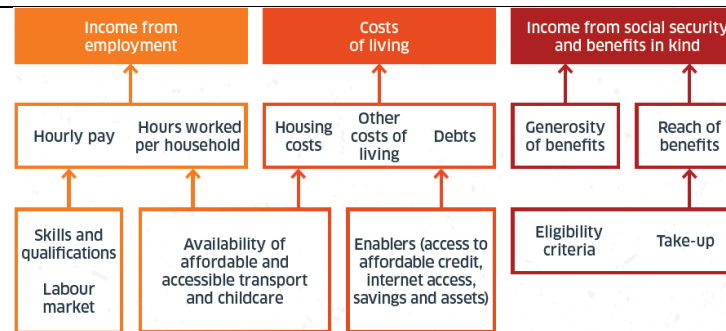 Income from
employment
Costs
of living
Income from social security
and benefits in kind
Hourly pay
Hours worked
per household
Housing
costs
Other
costs of
living
Debts
Generosity
of benefits
Reach of
benefits
Skills and
qualifications
Labour
market
Availability of
affordable and
accessible transport
and childcare
Enablers (access to
affordable credit,
internet access,
savings and assets)
Eligibility
criteria
Take-up